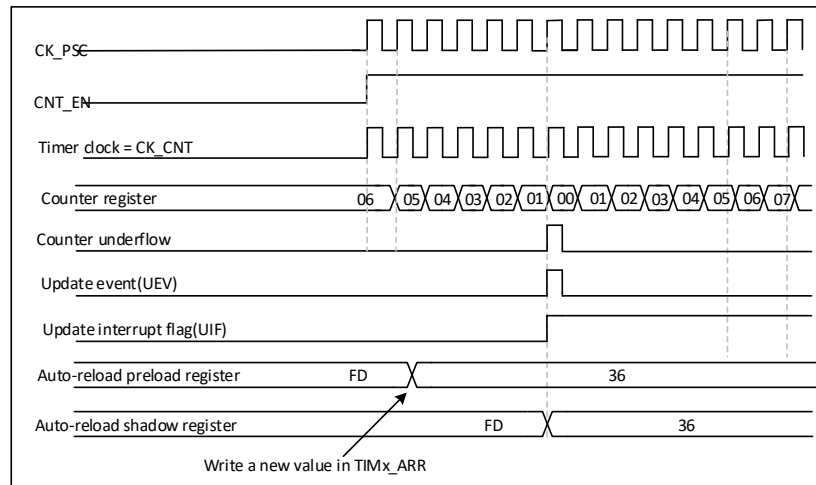 CK_PSC
CNT_EN
Timer clock = CK_CNT
Counter register 06 05 04 03 02 01 00 01 02 03 04 05 06 07
Counter underflow
Update event(UEV)
Update interrupt flag(UIF)
Auto-reload preload register FD 36
Auto-reload shadow register FD 36
Write a new value in TIMx_ARR